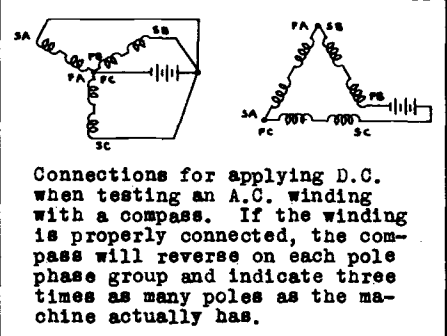 SA
SB
FB
FA
FC
SC
FA
SB
FB
SA
FC
SC
Connections for applying D.C.
when testing an A.C. winding
with a compass. If the winding
is properly connected, the com-
pass will reverse on each pole
phase group and indicate three
times as many poles as the ma-
chine actually has.